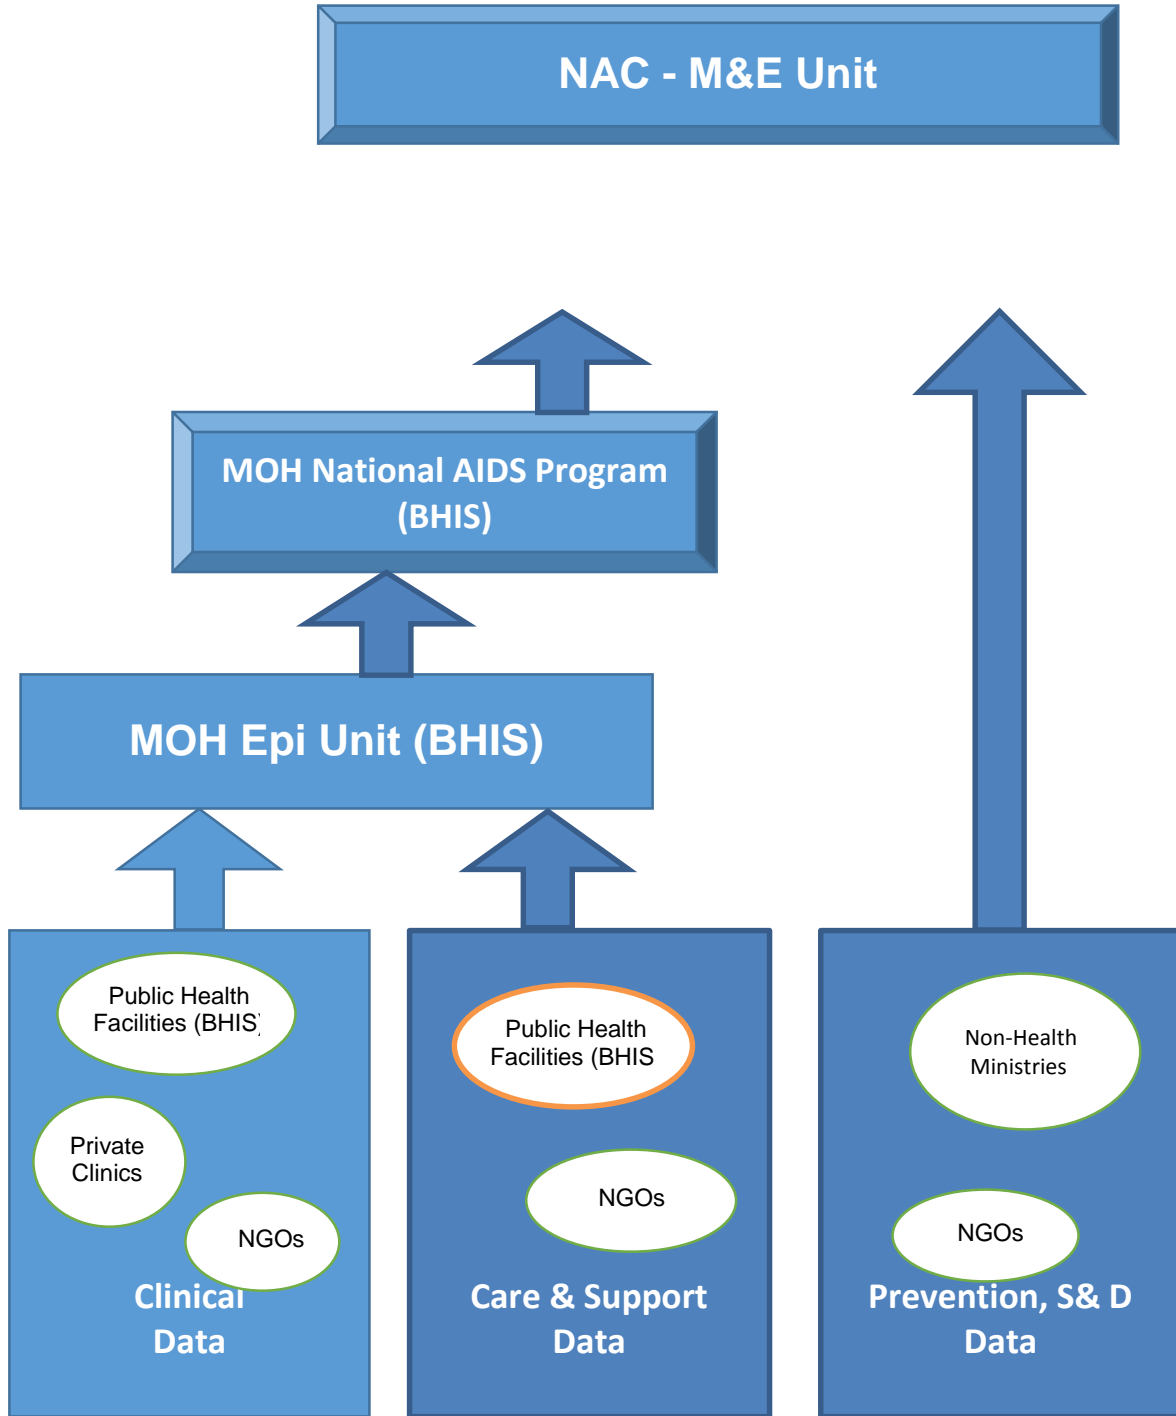 NAC - M&E Unit
MOH National AIDS Program
(BHIS)
MOH Epi Unit (BHIS)
Public Health
Facilities (BHIS)
Private
Clinics
NGOs
Clinical
Data
Public Health
Facilities (BHIS
NGOs
Care & Support
Data
Non-Health
Ministries
NGOs
Prevention, S& D
Data